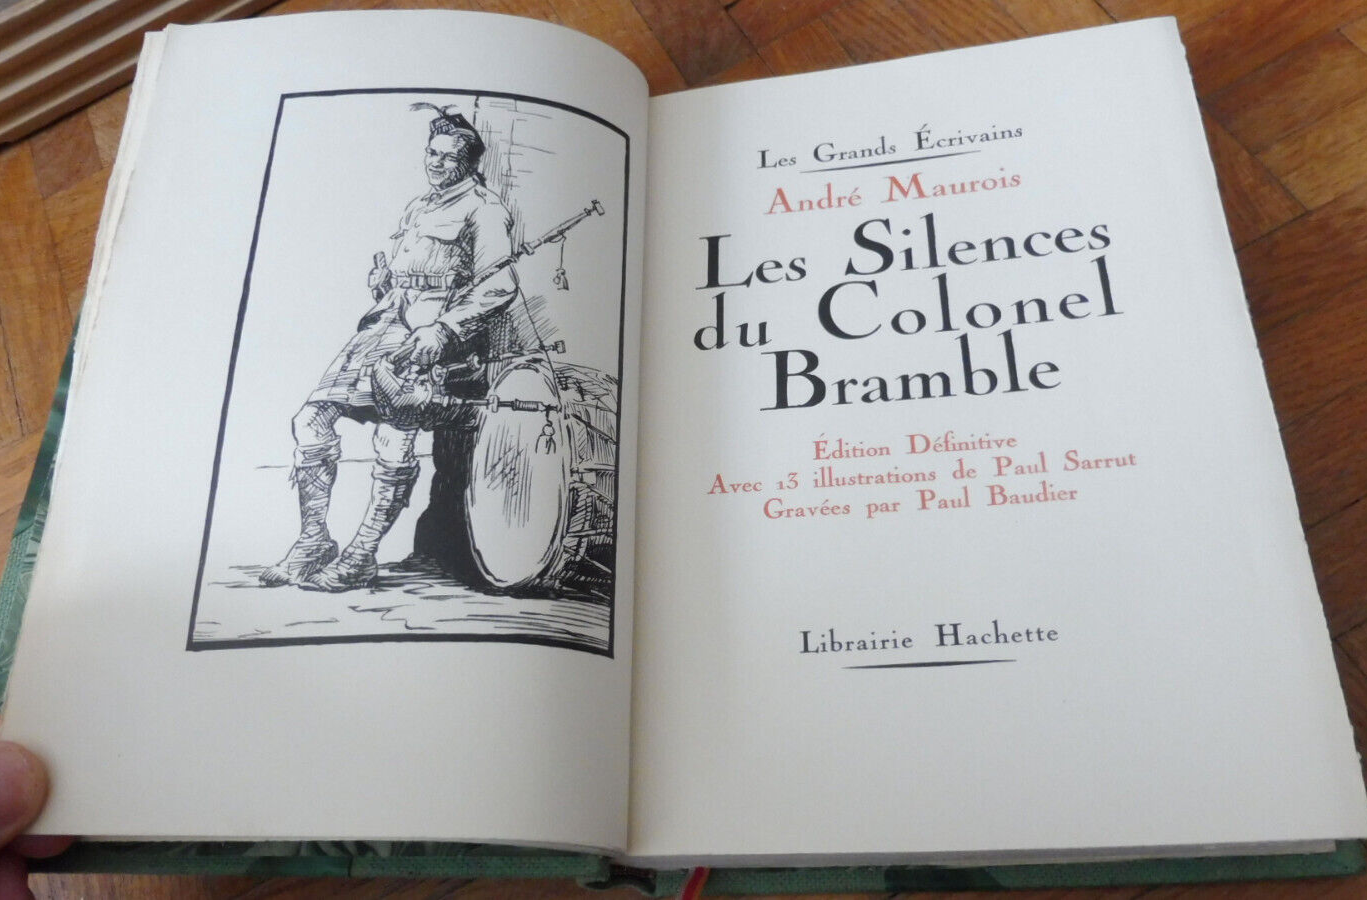 Les Grands Écrivains
André Maurois
Les Silences
du Colonel
Bramble
Édition Définitive
Avec 13 illustrations de Paul Sarrut
Gravées par Paul Baudier
Librairie Hachette